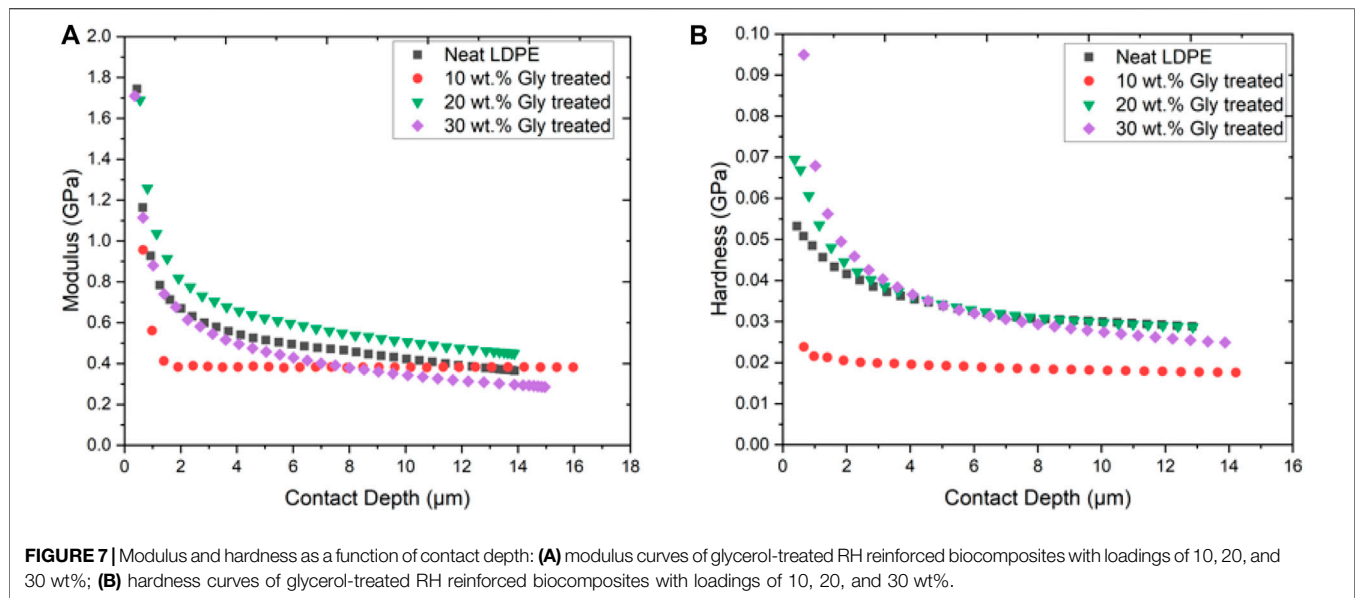 A
2.0
1.8
1.6
1.4
1.2
1.0
0.8
0.6
0.4
0.2
0.0
Modulus (GPa)
0 2 4 6 8 10 12 14 16 18
Contact Depth (µm)
Neat LDPE
10 wt.% Gly treated
20 wt.% Gly treated
30 wt.% Gly treated
B
0.10
0.09
0.08
0.07
0.06
0.05
0.04
0.03
0.02
0.01
0.00
Hardness (GPa)
0 2 4 6 8 10 12 14 16
Contact Depth (µm)
Neat LDPE
10 wt.% Gly treated
20 wt.% Gly treated
30 wt.% Gly treated
FIGURE 7 | Modulus and hardness as a function of contact depth: (A) modulus curves of glycerol-treated RH reinforced biocomposites with loadings of 10, 20, and
30 wt%; (B) hardness curves of glycerol-treated RH reinforced biocomposites with loadings of 10, 20, and 30 wt%.